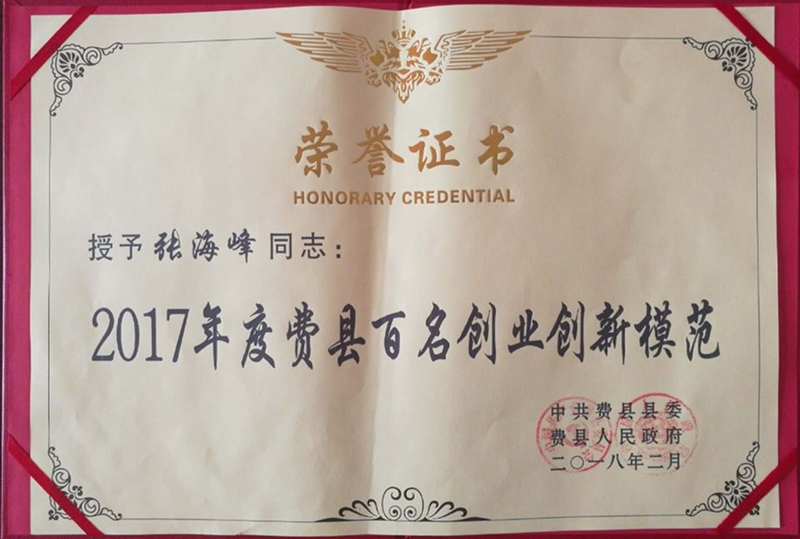 荣誉证书
HONORARY CREDENTIAL
授予张海峰同志：
2017年度费县百名创业创新模范
中共费县县委
费县人民政府
二〇一八年二月